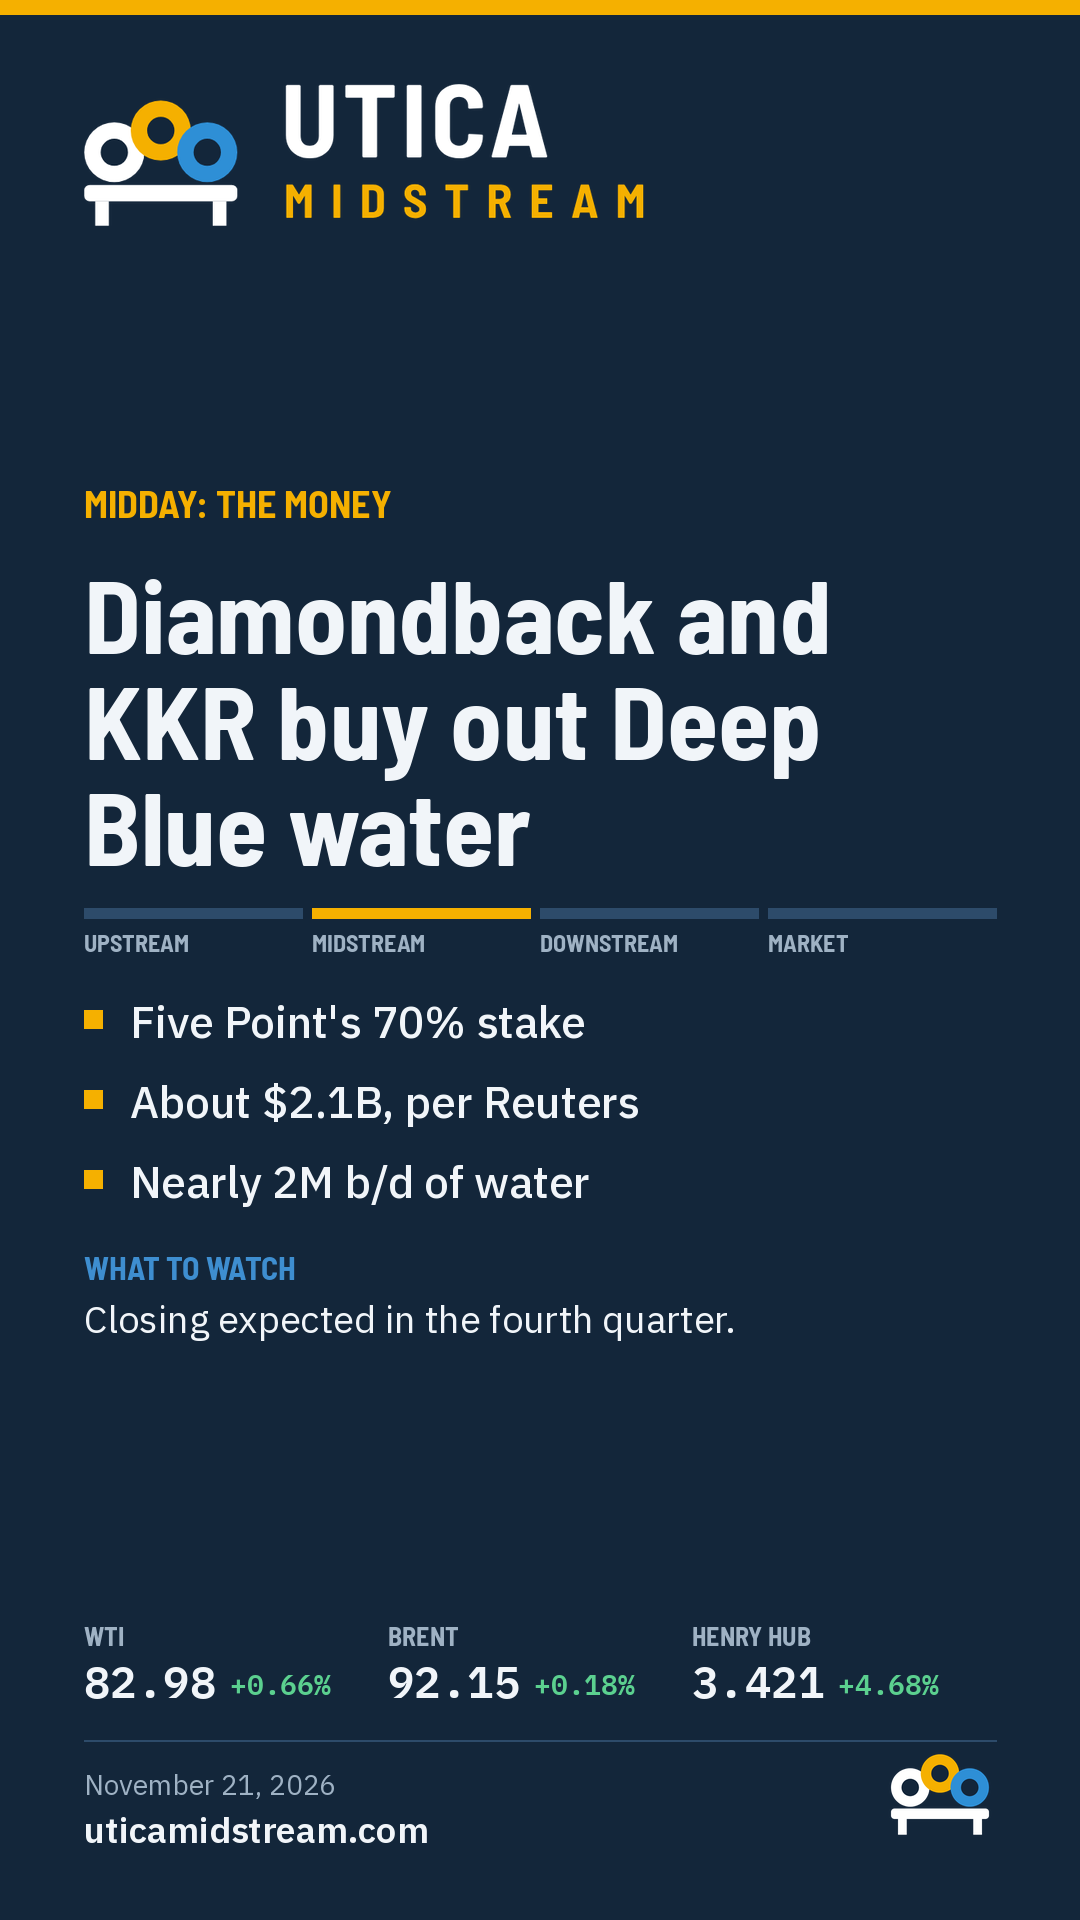 UTICA
MIDSTREAM
MIDDAY: THE MONEY
Diamondback and
KKR buy out Deep
Blue water
UPSTREAM MIDSTREAM DOWNSTREAM MARKET
Five Point's 70% stake
About $2.1B, per Reuters
Nearly 2M b/d of water
WHAT TO WATCH
Closing expected in the fourth quarter.
WTI BRENT HENRY HUB
82.98 +0.66% 92.15 +0.18% 3.421 +4.68%
November 21, 2026
uticamidstream.com